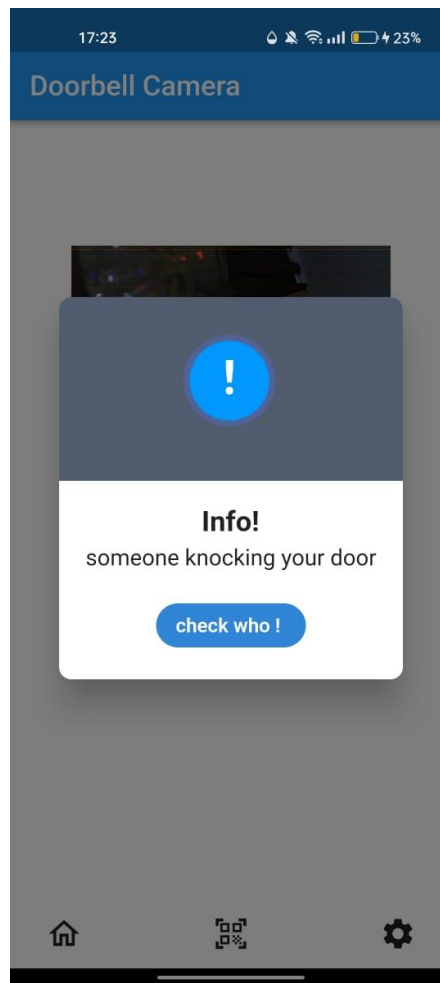 17:23 23%
Doorbell Camera
!
Info!
someone knocking your door
check who !